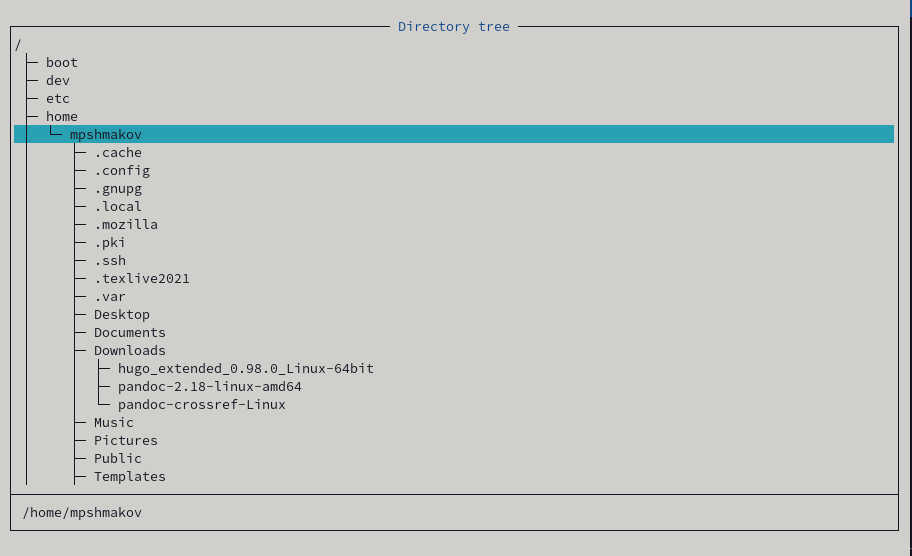 Directory tree
/
boot
dev
etc
home
mpshmakov
.cache
.config
.gnupg
.local
.mozilla
.pki
.ssh
.texlive2021
.var
Desktop
Documents
Downloads
hugo_extended_0.98.0_Linux-64bit
pandoc-2.18-linux-amd64
pandoc-crossref-Linux
Music
Pictures
Public
Templates
/home/mpshmakov